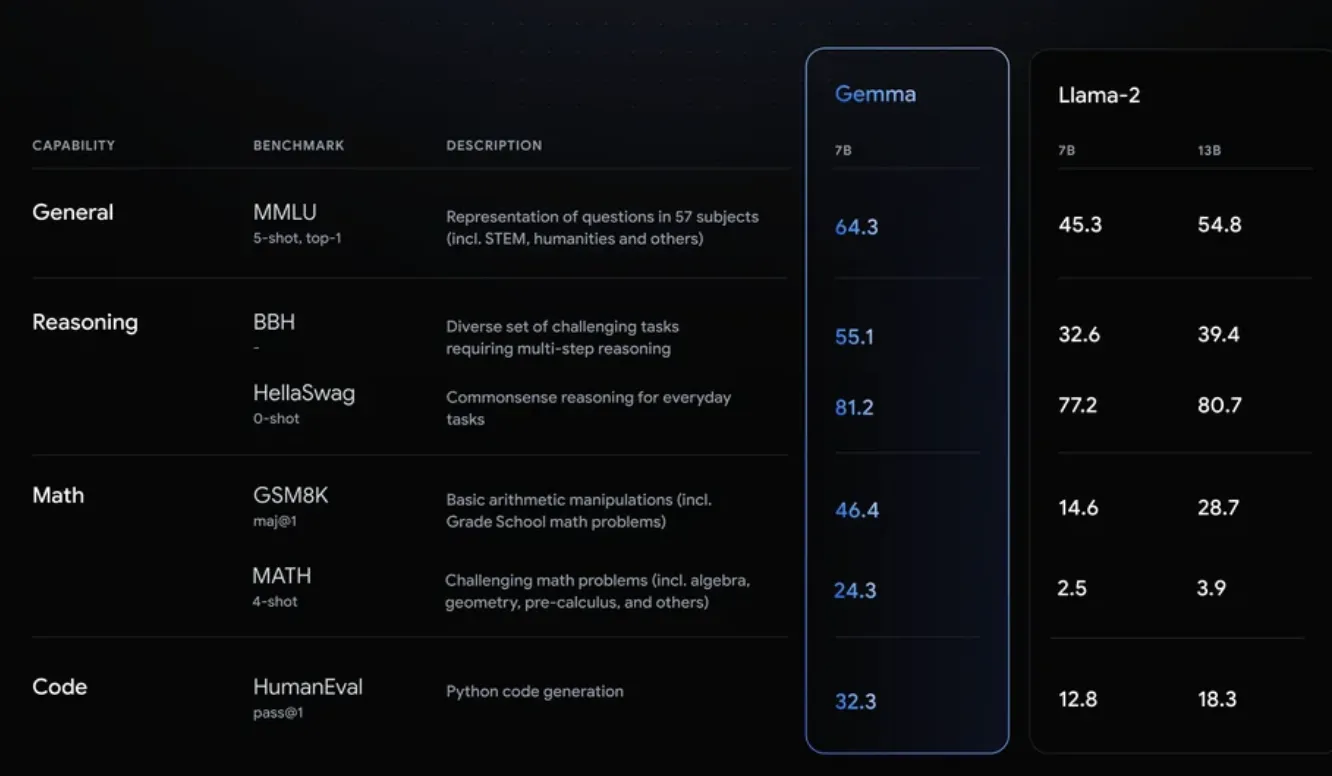 Gemma Llama-2
CAPABILITY BENCHMARK DESCRIPTION 7B 7B 13B
General MMLU Representation of questions in 57 subjects 64.3 45.3 54.8
5-shot, top-1 (incl. STEM, humanities and others)
Reasoning BBH Diverse set of challenging tasks 55.1 32.6 39.4
- requiring multi-step reasoning
HellaSwag Commonsense reasoning for everyday 81.2 77.2 80.7
0-shot tasks
Math GSM8K Basic arithmetic manipulations (incl. 46.4 14.6 28.7
maj@1 Grade School math problems)
MATH Challenging math problems (incl. algebra, 24.3 2.5 3.9
4-shot geometry, pre-calculus, and others)
Code HumanEval Python code generation 32.3 12.8 18.3
pass@1